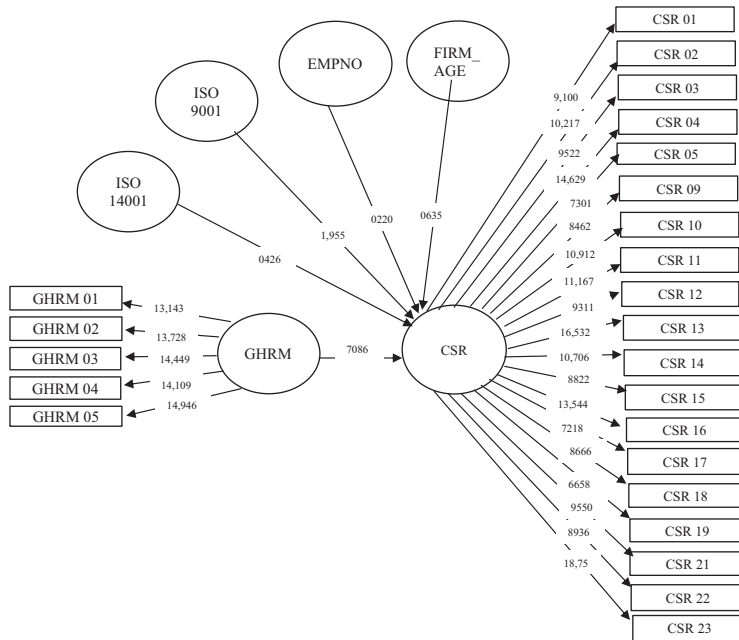 FIRM_
AGE
EMPNO
ISO
9001
ISO
14001
0426
1,955
0220
0635
GHRM 01
GHRM 02
GHRM 03
GHRM 04
GHRM 05
13,143
13,728
14,449
14,109
14,946
GHRM
7086
CSR
9,100
10,217
9522
14,629
7301
8462
10,912
11,167
9311
16,532
10,706
8822
13,544
7218
8666
6658
9550
8936
18,75
CSR 01
CSR 02
CSR 03
CSR 04
CSR 05
CSR 09
CSR 10
CSR 11
CSR 12
CSR 13
CSR 14
CSR 15
CSR 16
CSR 17
CSR 18
CSR 19
CSR 21
CSR 22
CSR 23